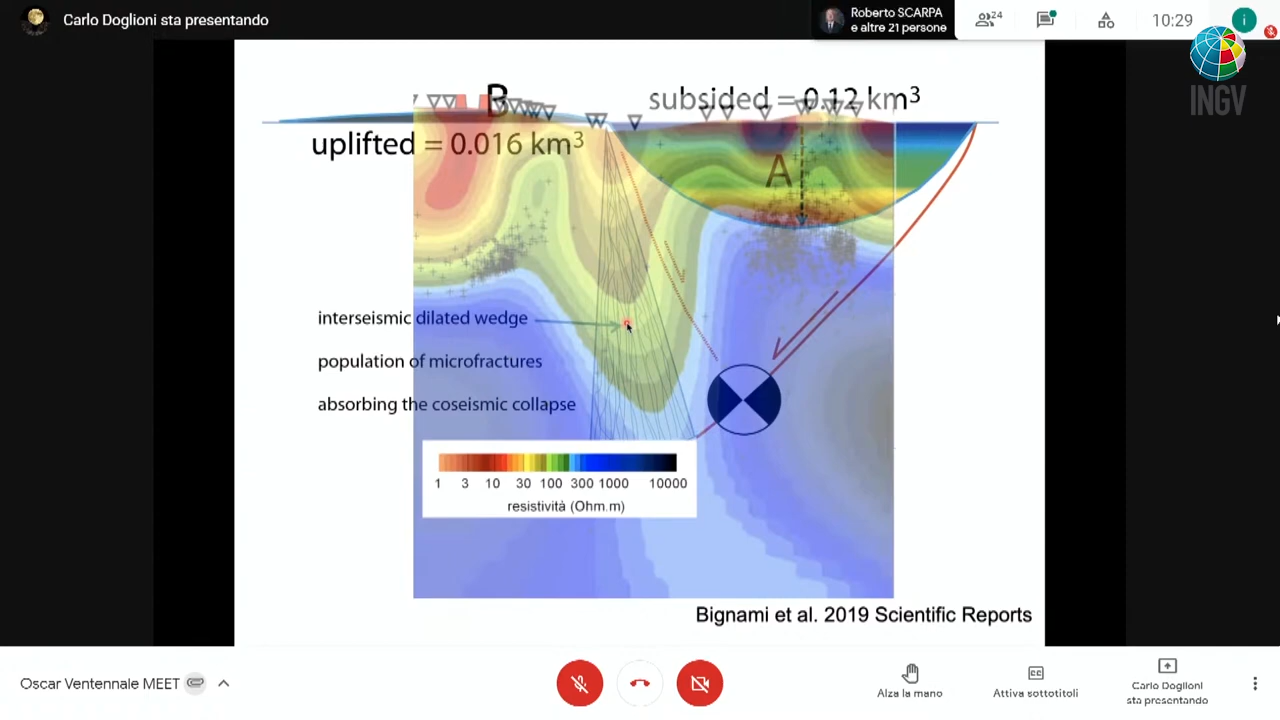 Carlo Doglioni sta presentando
Roberto SCARPA
e altre 21 persone
24
10:29
i
INGV
B
subsided = 0.12 km3
uplifted = 0.016 km3
A
interseismic dilated wedge
population of microfractures
absorbing the coseismic collapse
1 3 10 30 100 300 1000 10000
resistività (Ohm.m)
Bignami et al. 2019 Scientific Reports
Oscar Ventennale MEET
Alza la mano
Attiva sottotitoli
Carlo Doglioni
sta presentando